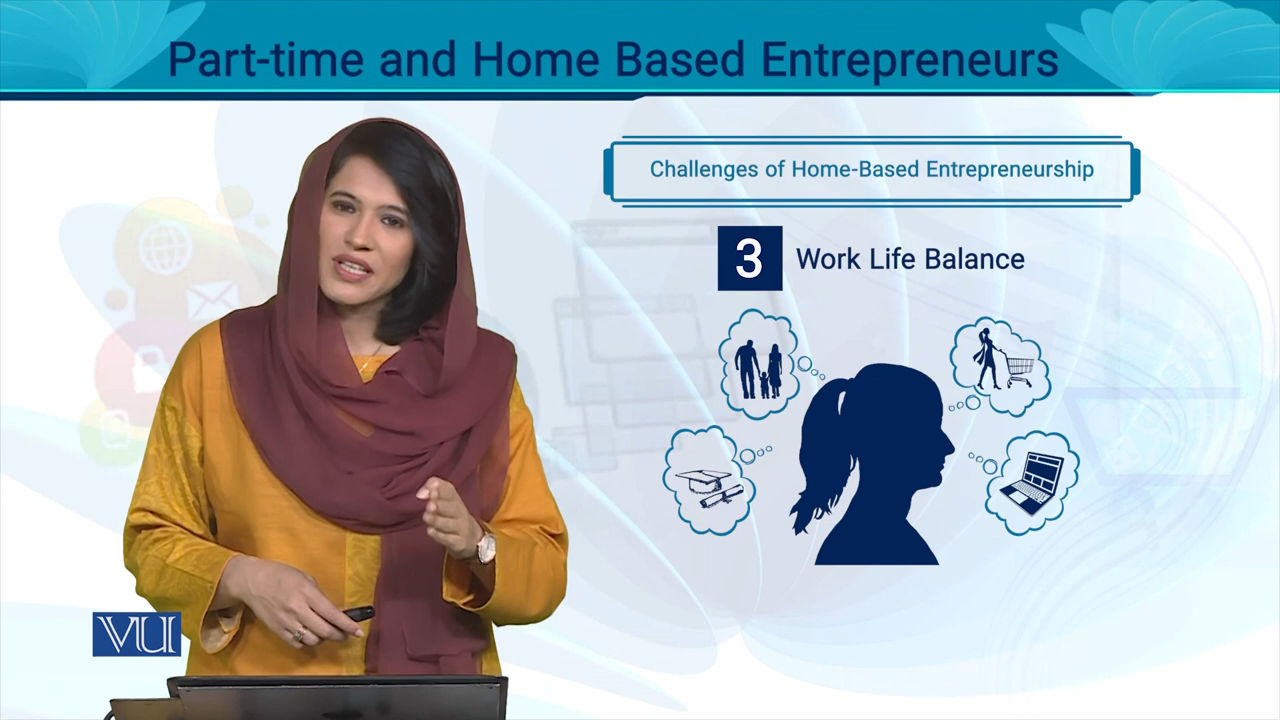 Part-time and Home Based Entrepreneurs
Challenges of Home-Based Entrepreneurship
3 Work Life Balance
VU